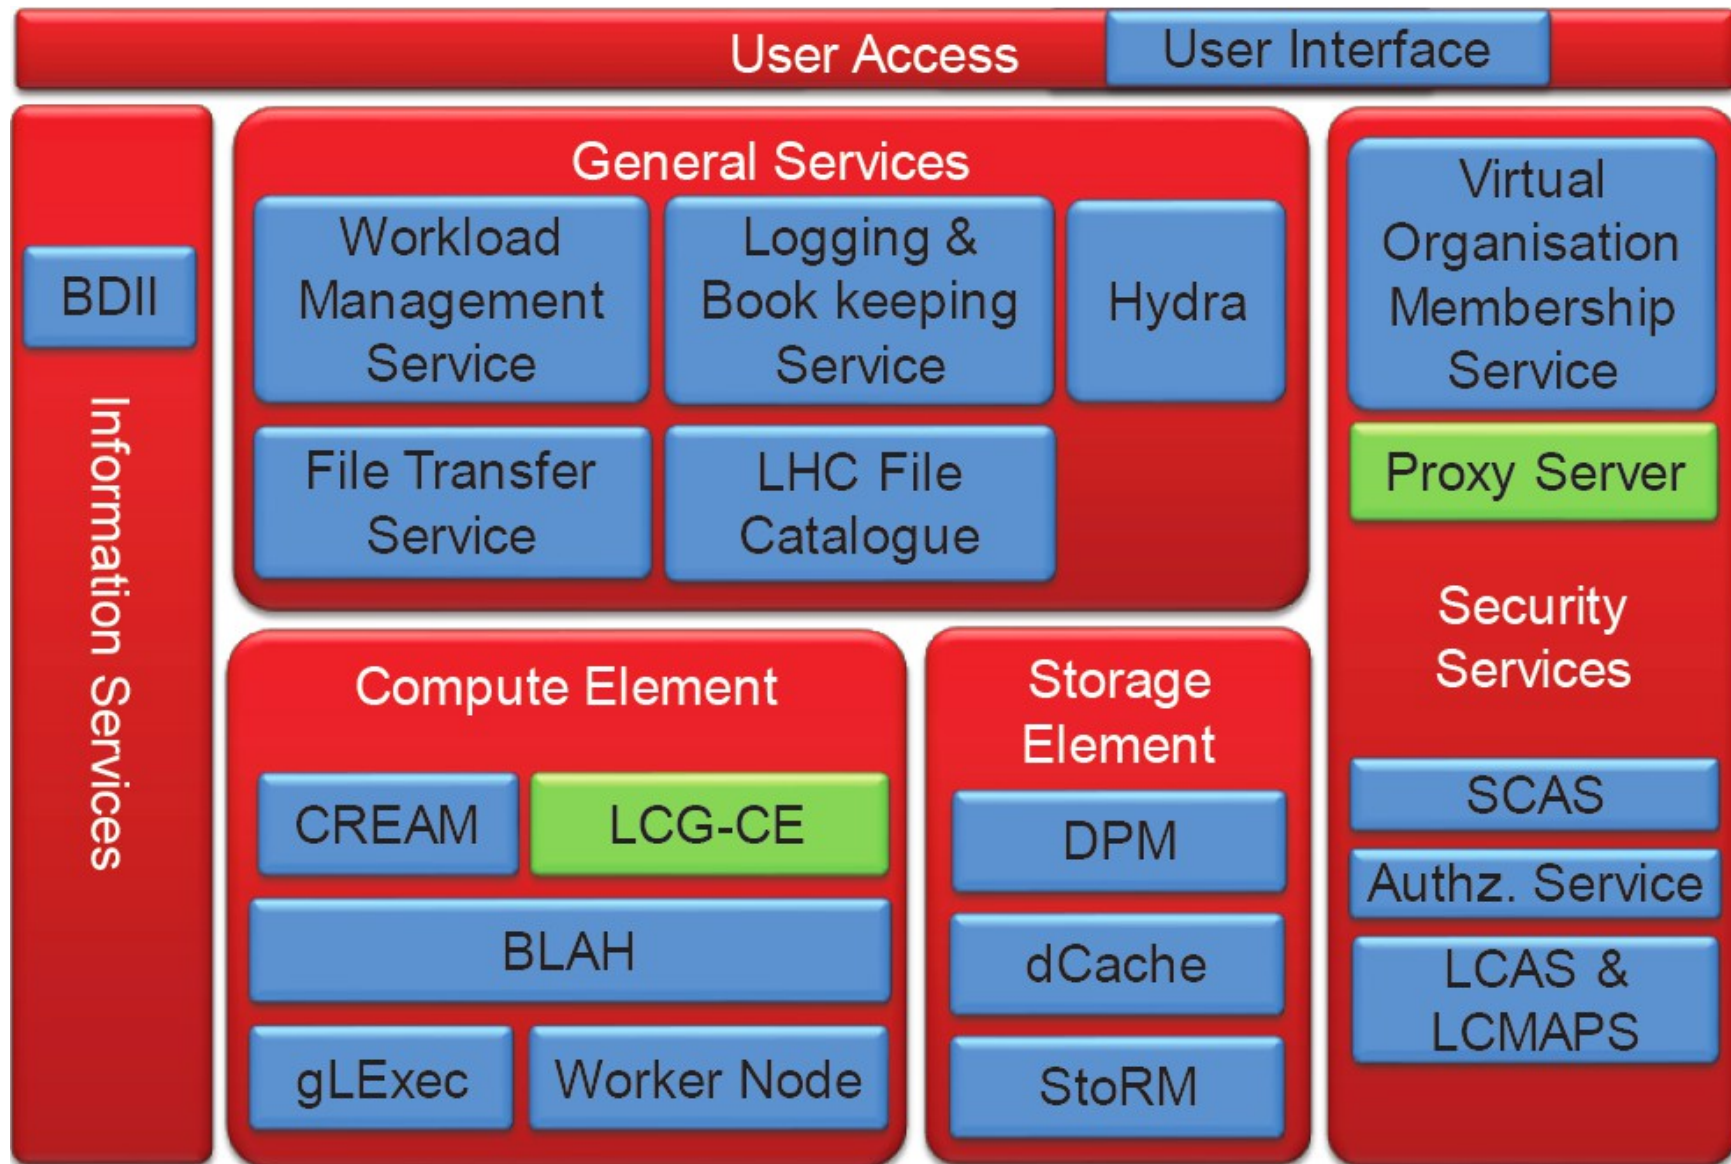 User Access
User Interface
BDII
Information Services
General Services
Workload
Management
Service
Logging &
Book keeping
Service
Hydra
File Transfer
Service
LHC File
Catalogue
Compute Element
CREAM
LCG-CE
BLAH
gLExec
Worker Node
Storage
Element
DPM
dCache
StoRM
Virtual
Organisation
Membership
Service
Proxy Server
Security
Services
SCAS
Authz. Service
LCAS &
LCMAPS